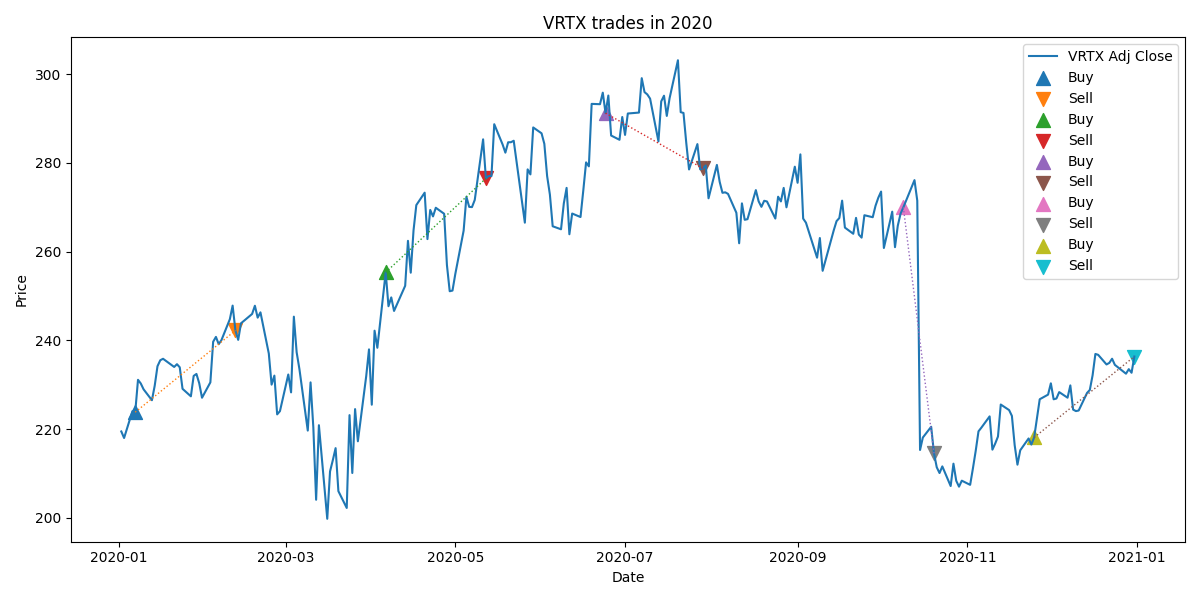 VRTX trades in 2020
VRTX Adj Close
Buy
Sell
Buy
Sell
Buy
Sell
Buy
Sell
Buy
Sell
Price
300
280
260
240
220
200
2020-01
2020-03
2020-05
2020-07
2020-09
2020-11
2021-01
Date